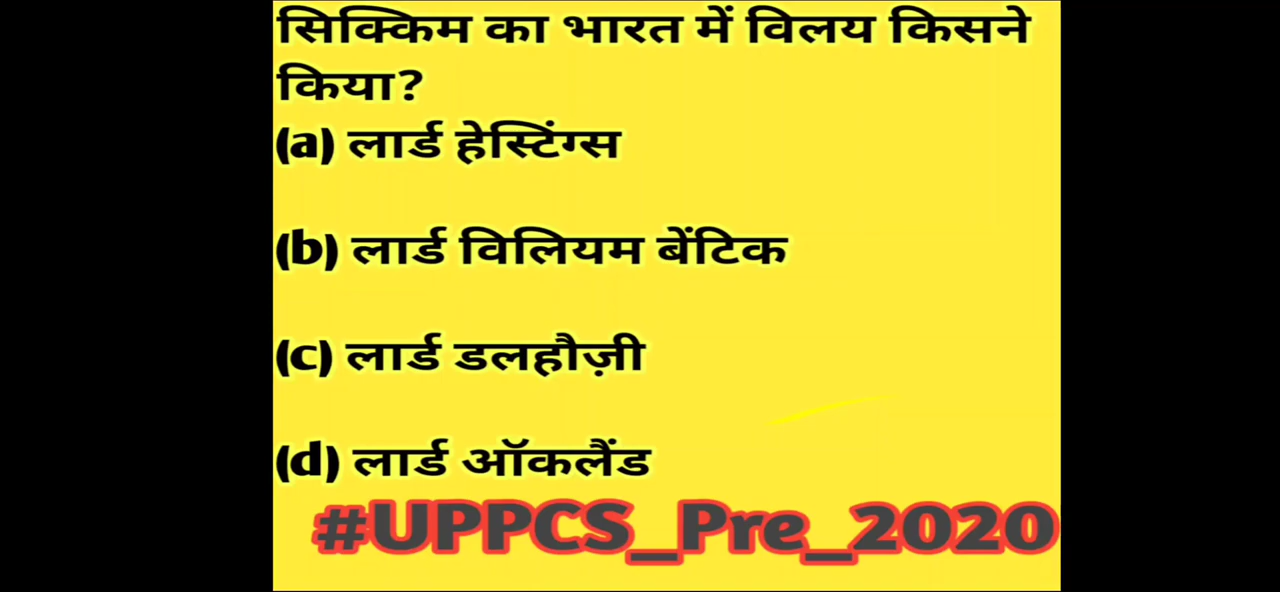 सिक्किम का भारत में विलय किसने
किया?
(a) लार्ड हेस्टिंग्स
(b) लार्ड विलियम बेंटिक
(c) लार्ड डलहौज़ी
(d) लार्ड ऑकलैंड
#UPPCS_Pre_2020